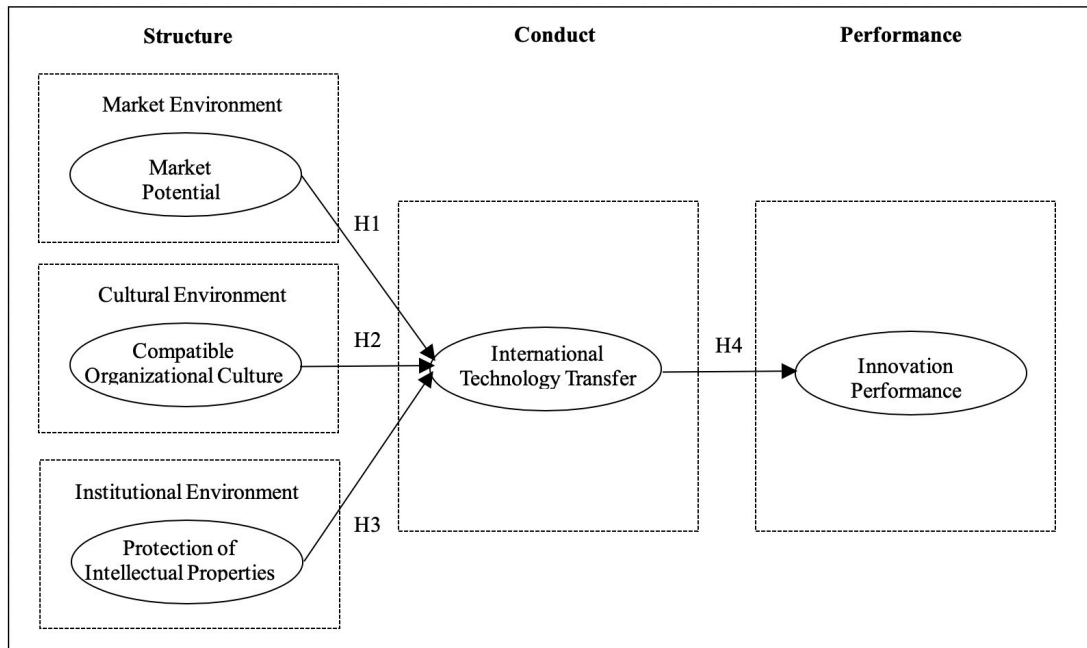 Structure
Conduct
Performance
Market Environment
Market
Potential
H1
Cultural Environment
Compatible
Organizational Culture
H2
International
Technology Transfer
H4
Innovation
Performance
Institutional Environment
Protection of
Intellectual Properties
H3